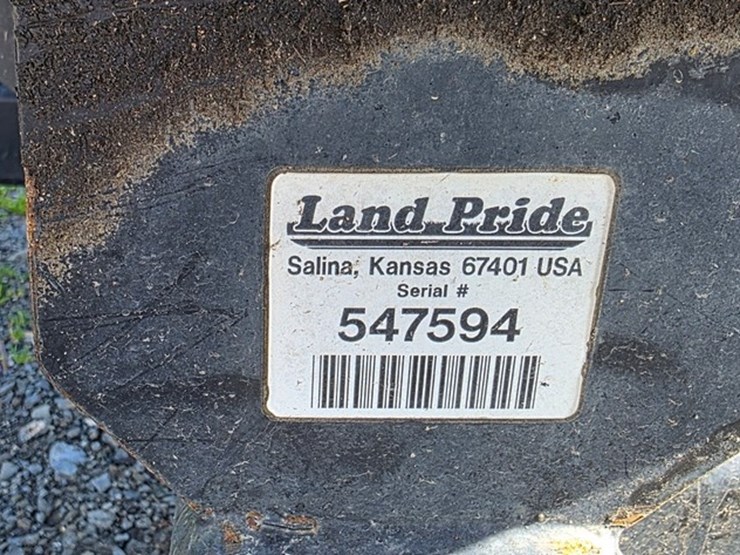 Land Pride
Salina, Kansas 67401 USA
Serial #
547594